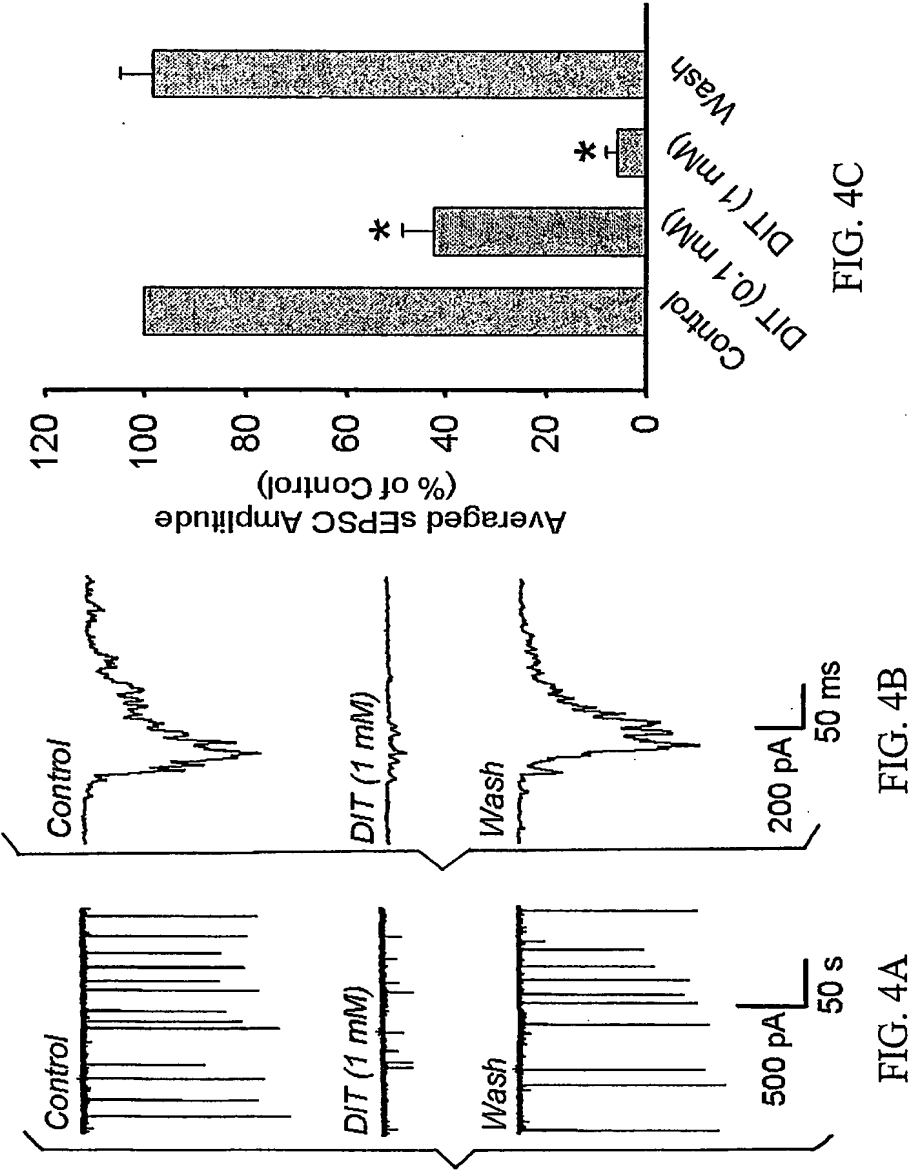 Control
DIT (1 mM)
Wash
500 pA
50 s
FIG. 4A
Control
DIT (1 mM)
Wash
200 pA
50 ms
FIG. 4B
Averaged sEPSC Amplitude
(% of Control)
120
100
80
60
40
20
0
*
*
Control
DIT (0.1 mM)
DIT (1 mM)
Wash
FIG. 4C